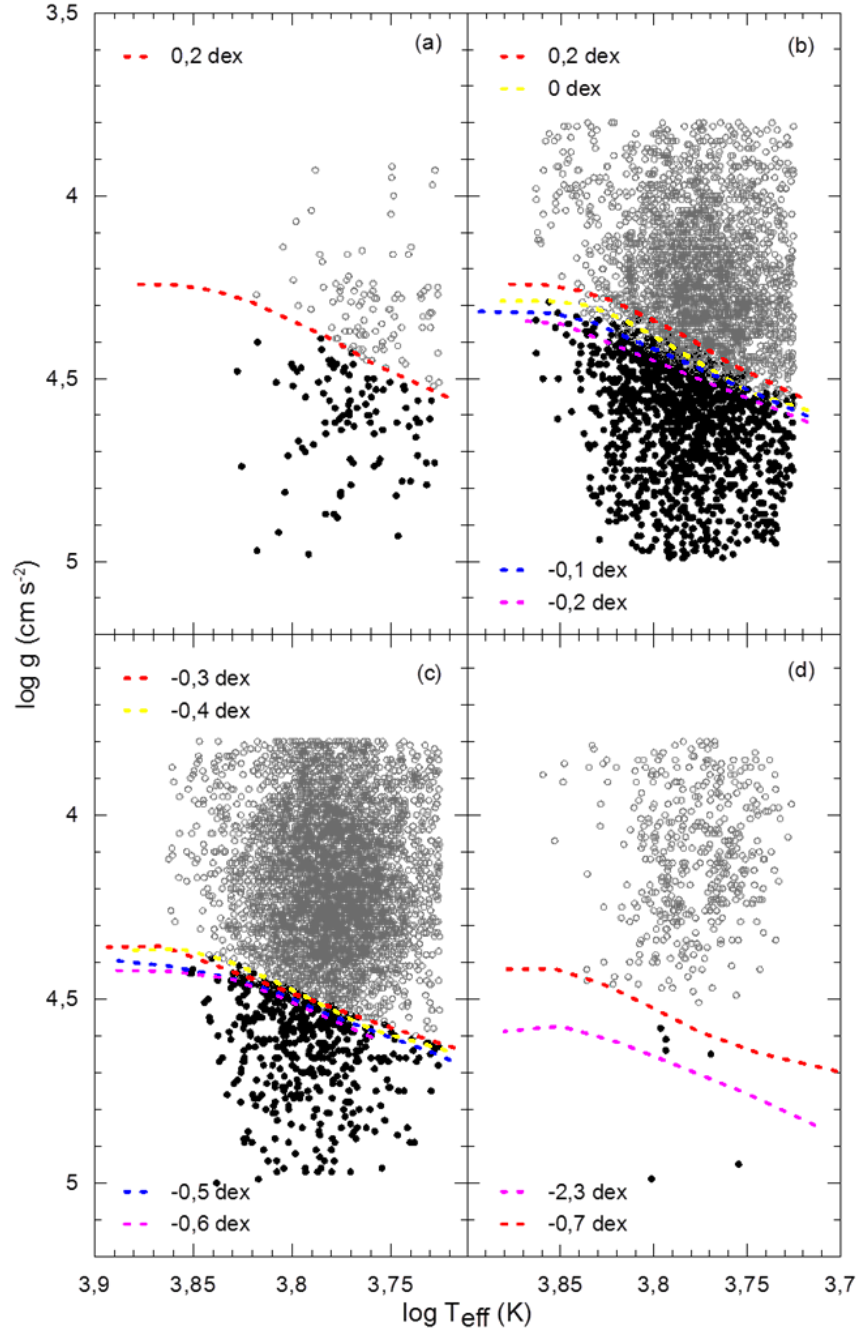 3,5
0,2 dex
(a)
0,2 dex
0 dex
(b)
4
4,5
5
-0,1 dex
-0,2 dex
log g (cm s⁻²)
-0,3 dex
-0,4 dex
(c)
(d)
4
4,5
5
-0,5 dex
-0,6 dex
-2,3 dex
-0,7 dex
3,9 3,85 3,8 3,75 3,85 3,8 3,75 3,7
log Teff (K)